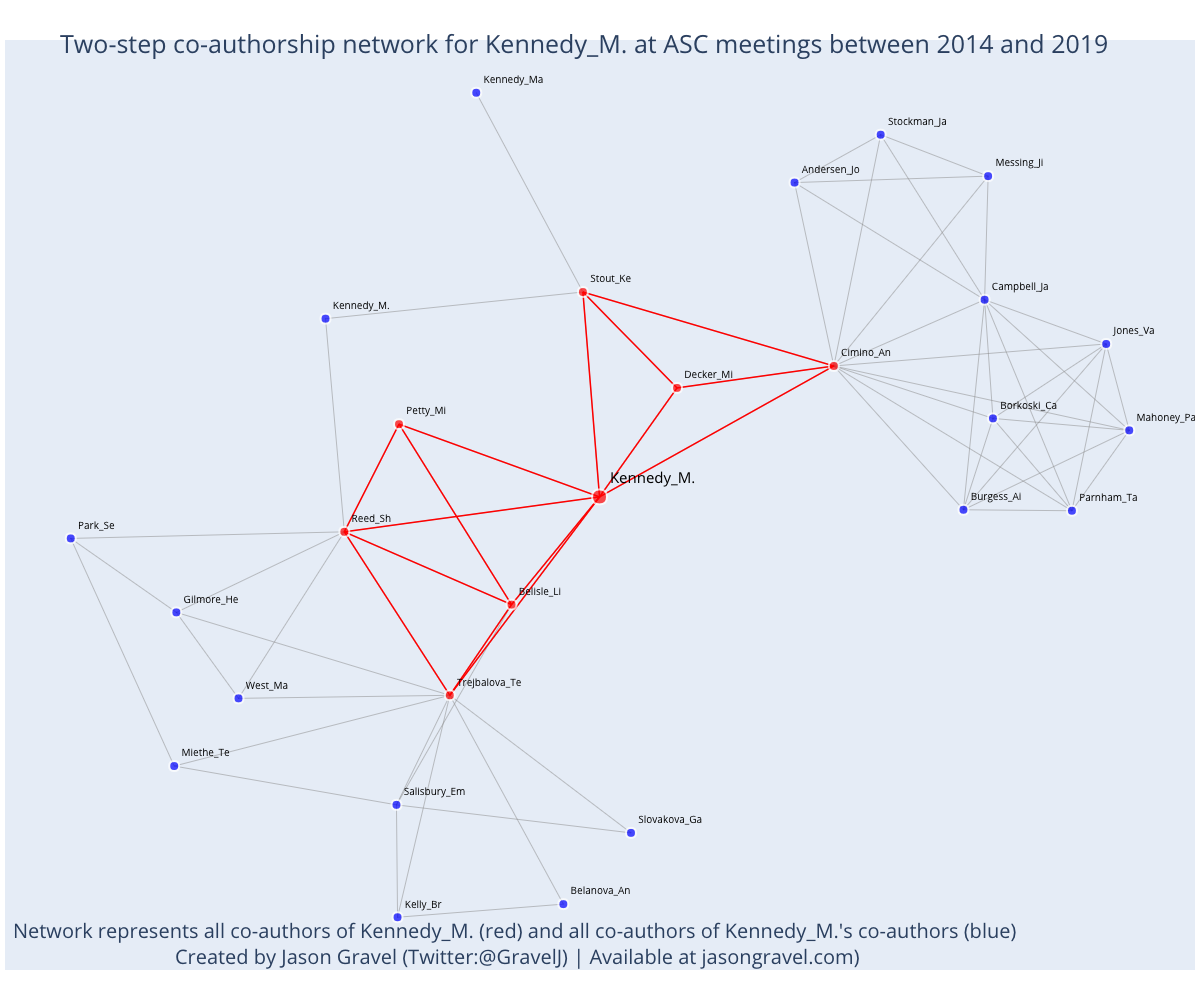 Two-step co-authorship network for Kennedy_M. at ASC meetings between 2014 and 2019
Kennedy_Ma
Stockman_Ja
Messing_Ji
Andersen_Jo
Stout_Ke
Campbell_Ja
Kennedy_M.
Jones_Va
Cimino_An
Decker_Mi
Borkoski_Ca
Petty_Mi
Mahoney_Pa
Kennedy_M.
Burgess_Ai
Parnham_Ta
Reed_Sh
Park_Se
Belisle_Li
Gilmore_He
Trejbalova_Te
West_Ma
Miethe_Te
Salisbury_Em
Slovakova_Ga
Belanova_An
Kelly_Br
Network represents all co-authors of Kennedy_M. (red) and all co-authors of Kennedy_M.'s co-authors (blue)
Created by Jason Gravel (Twitter:@GravelJ) | Available at jasongravel.com)